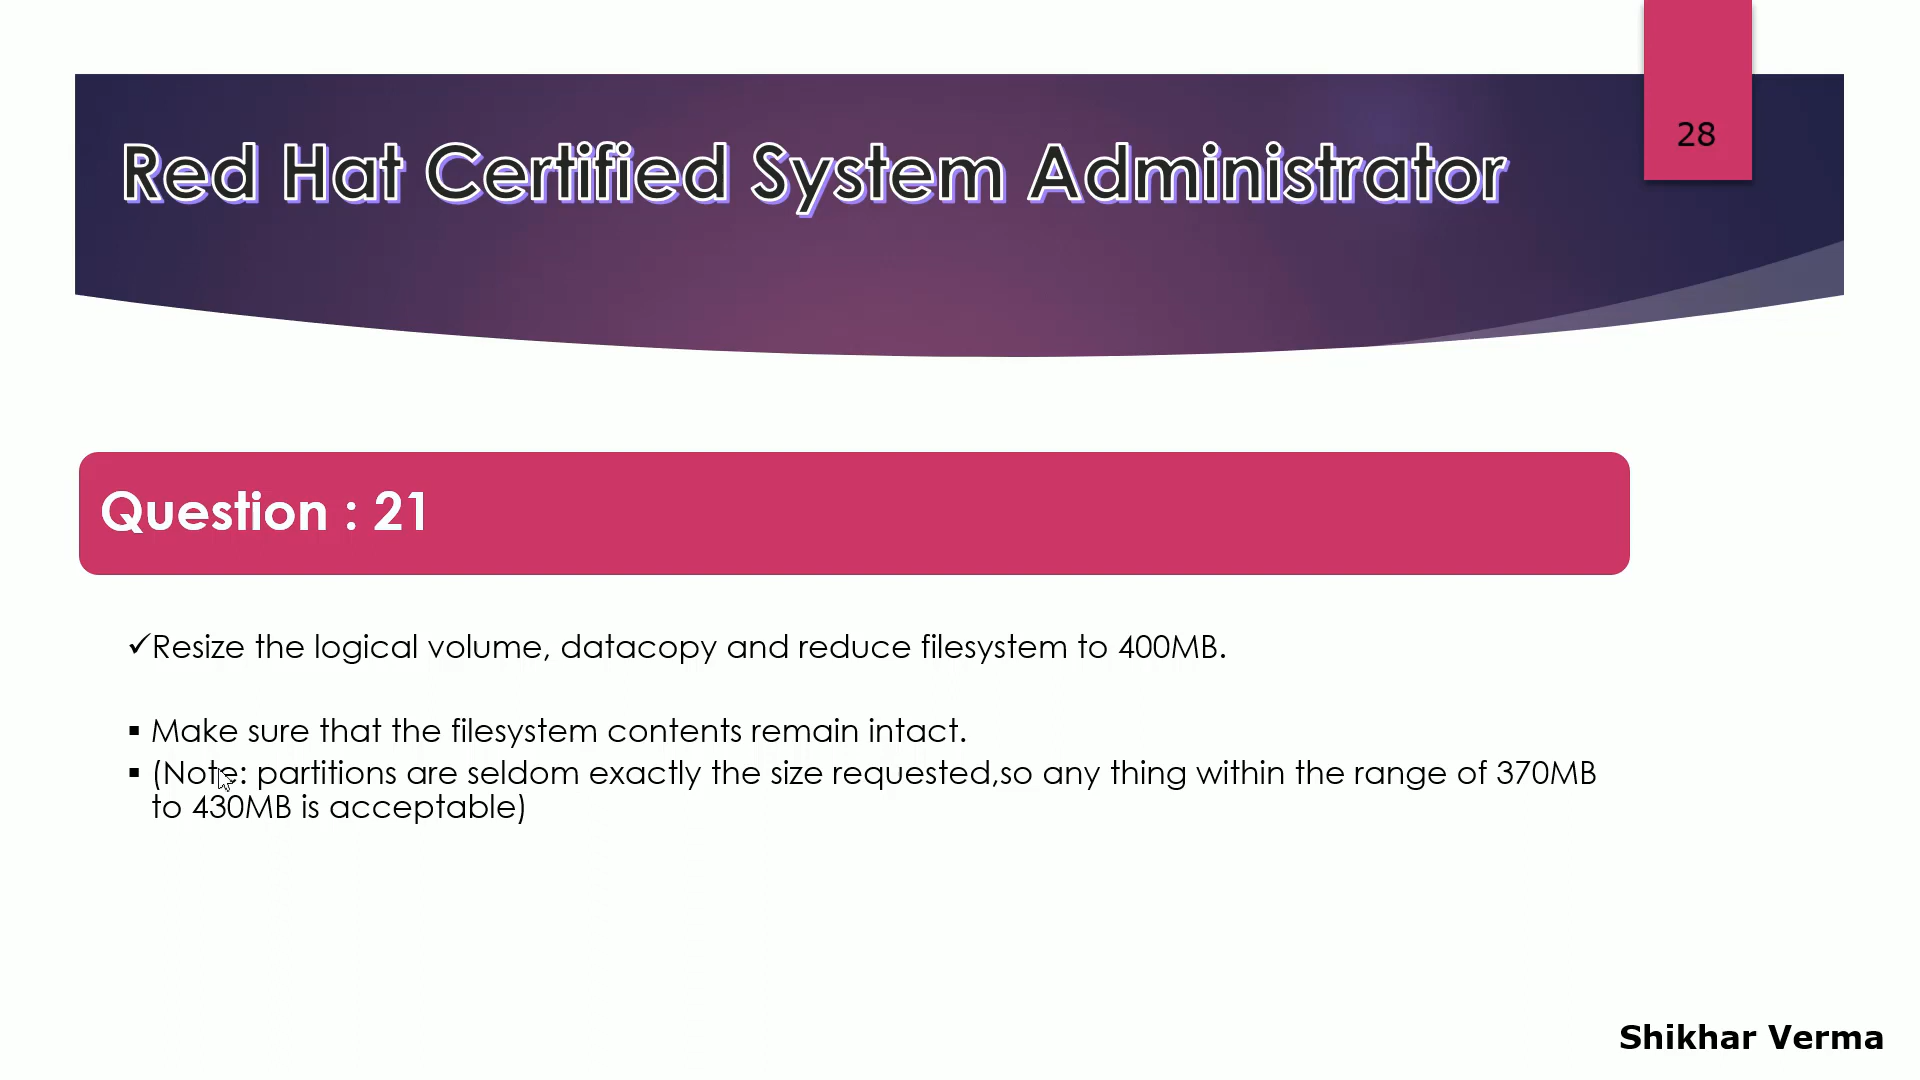 28
Red Hat Certified System Administrator
Question : 21
✓Resize the logical volume, datacopy and reduce filesystem to 400MB.
▪ Make sure that the filesystem contents remain intact.
▪ (Note: partitions are seldom exactly the size requested,so any thing within the range of 370MB
to 430MB is acceptable)
Shikhar Verma